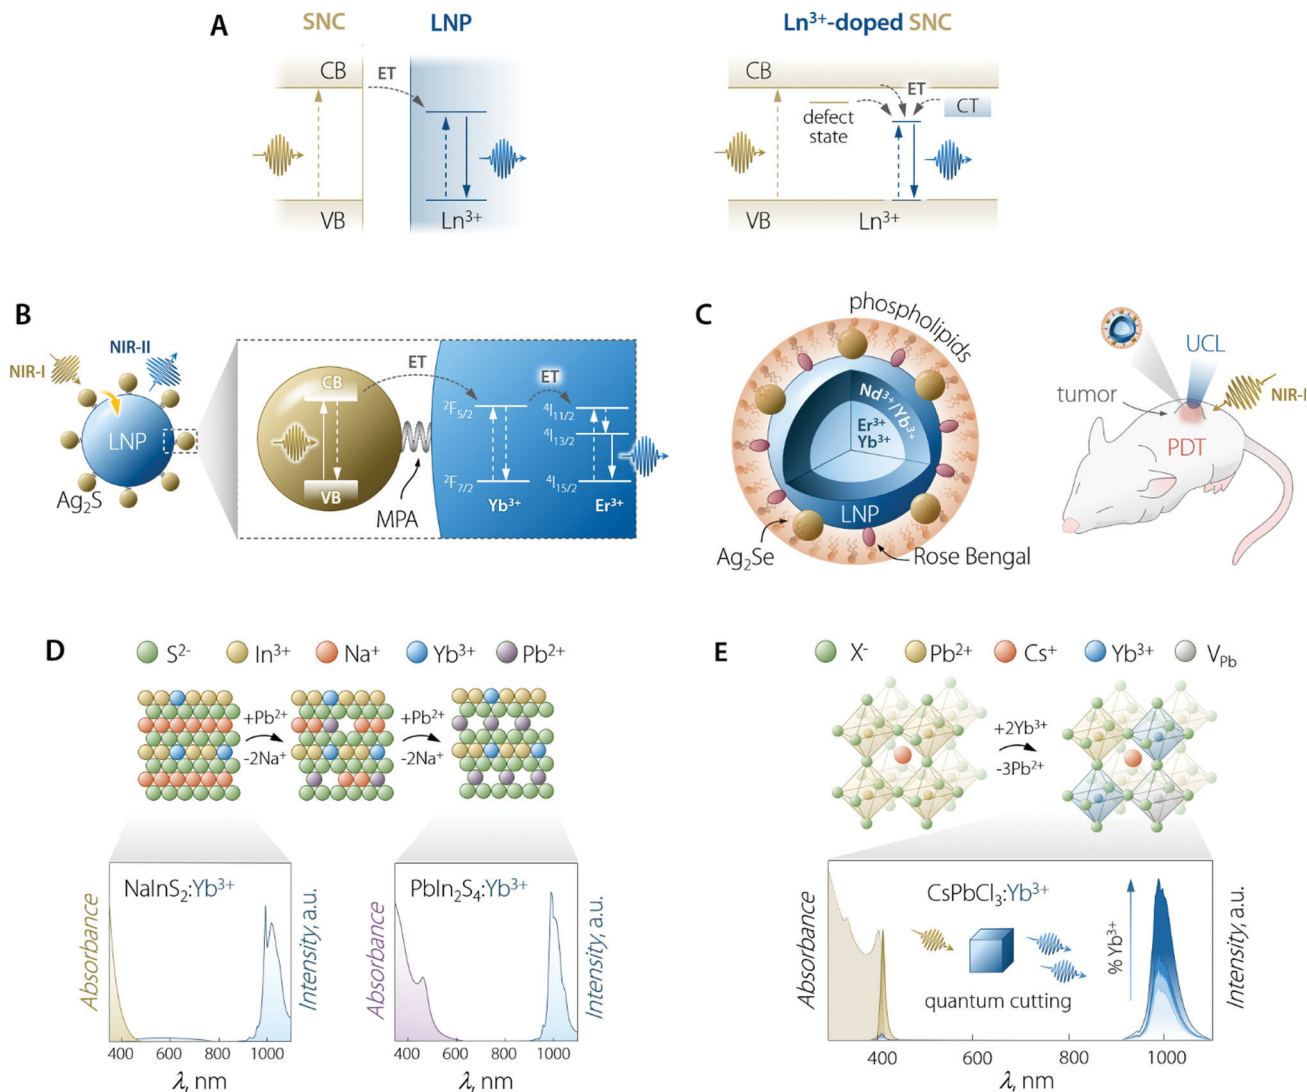 A
SNC
LNP
CB
ET
VB
Ln³⁺
Ln³⁺-doped SNC
CB
ET
defect
state
CT
VB
Ln³⁺
B
NIR-I
NIR-II
LNP
Ag₂S
CB
VB
ET
MPA
²F₅/₂
²F₇/₂
Yb³⁺
ET
⁴I₁₁/₂
⁴I₁₃/₂
⁴I₁₅/₂
Er³⁺
C
phospholipids
Nd³⁺/Yb³⁺
Er³⁺
Yb³⁺
LNP
Ag₂Se
Rose Bengal
UCL
tumor
NIR-I
PDT
D
S²⁻
In³⁺
Na⁺
Yb³⁺
Pb²⁺
+Pb²⁺
-2Na⁺
+Pb²⁺
-2Na⁺
Absorbance
NaInS₂:Yb³⁺
Intensity, a.u.
400 600 800 1000
λ, nm
Absorbance
PbIn₂S₄:Yb³⁺
Intensity, a.u.
400 600 800 1000
λ, nm
E
X⁻
Pb²⁺
Cs⁺
Yb³⁺
V_Pb
+2Yb³⁺
-3Pb²⁺
Absorbance
CsPbCl₃:Yb³⁺
quantum cutting
% Yb³⁺
Intensity, a.u.
400 600 800 1000
λ, nm